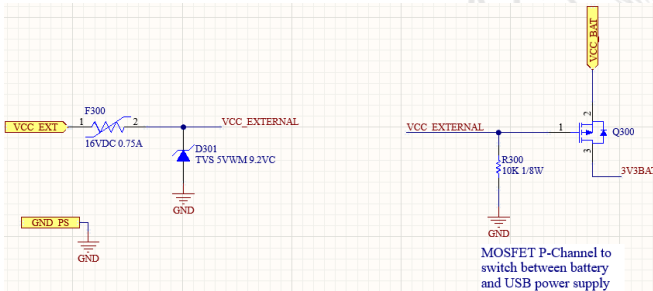 VCC_BAT
F300
VCC_EXT
1
2
VCC_EXTERNAL
16VDC 0.75A
D301
TVS 5VWM 9.2VC
GND
GND_PS
GND
VCC_EXTERNAL
1
2
Q300
3
R300
10K 1/8W
3V3BAT
GND
MOSFET P-Channel to
switch between battery
and USB power supply